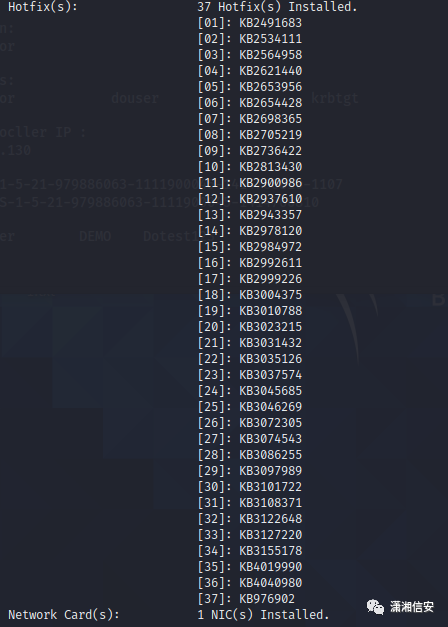 Hotfix(s): 37 Hotfix(s) Installed.
[01]: KB2491683
[02]: KB2534111
[03]: KB2564958
[04]: KB2621440
[05]: KB2653956
[06]: KB2654428
[07]: KB2698365
[08]: KB2705219
[09]: KB2736422
[10]: KB2813430
[11]: KB2900986
[12]: KB2937610
[13]: KB2943357
[14]: KB2978120
[15]: KB2984972
[16]: KB2992611
[17]: KB2999226
[18]: KB3004375
[19]: KB3010788
[20]: KB3023215
[21]: KB3031432
[22]: KB3035126
[23]: KB3037574
[24]: KB3045685
[25]: KB3046269
[26]: KB3072305
[27]: KB3074543
[28]: KB3086255
[29]: KB3097989
[30]: KB3101722
[31]: KB3108371
[32]: KB3122648
[33]: KB3127220
[34]: KB3155178
[35]: KB4019990
[36]: KB4040980
[37]: KB976902
Network Card(s): 1 NIC(s) Installed.
潇湘信安